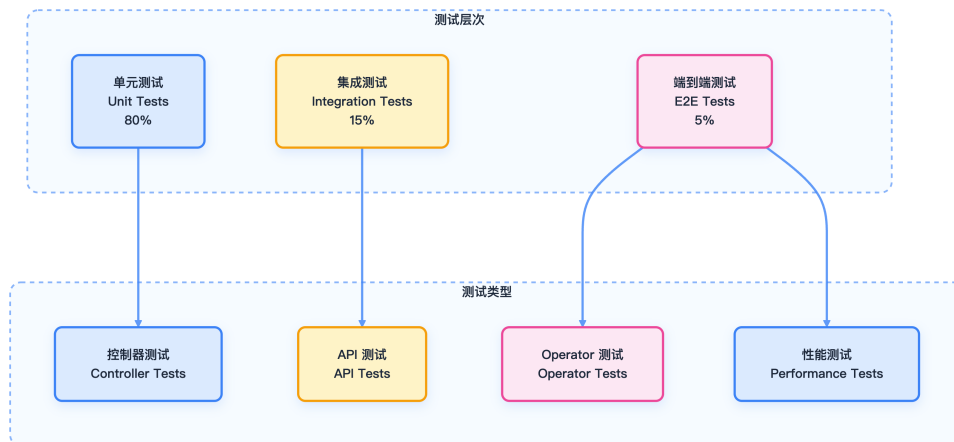 测试层次
单元测试
Unit Tests
80%
集成测试
Integration Tests
15%
端到端测试
E2E Tests
5%
测试类型
控制器测试
Controller Tests
API 测试
API Tests
Operator 测试
Operator Tests
性能测试
Performance Tests